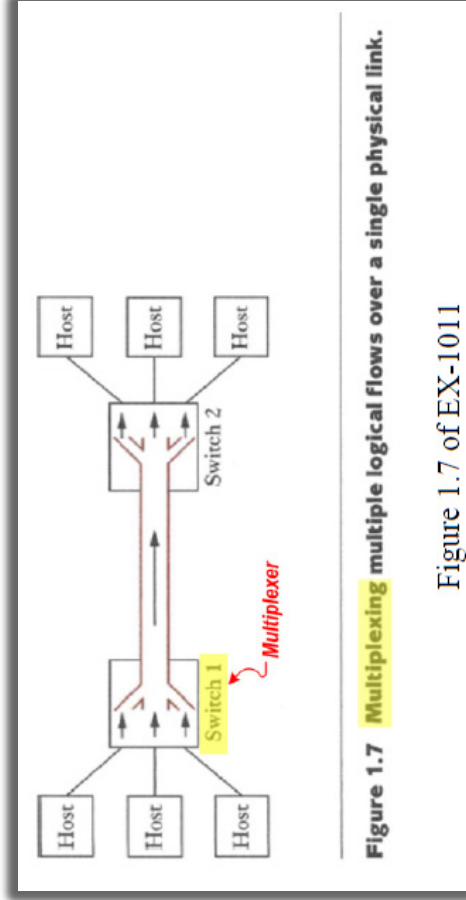 Host
Host
Host
Host
Host
Host
Switch 1
Switch 2
Multiplexer
Figure 1.7 Multiplexing multiple logical flows over a single physical link.
Figure 1.7 of EX-1011